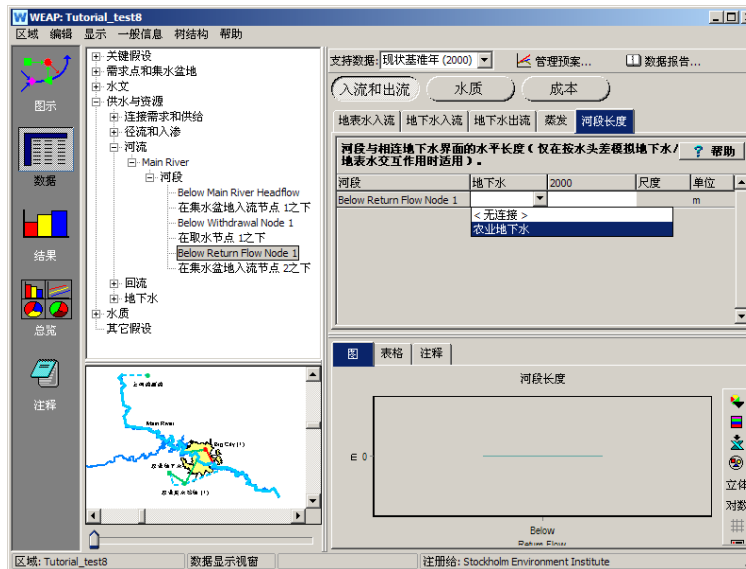 WEAP: Tutorial_test8
区域 编辑 显示 一般信息 树结构 帮助
图示
数据
结果
总览
注释
关键假设
需求点和集水盆地
水文
供水与资源
连接需求和供给
径流和入渗
河流
Main River
河段
Below Main River Headflow
在集水盆地入流节点 1之下
Below Withdrawal Node 1
在取水节点 1之下
Below Return Flow Node 1
在集水盆地入流节点 2之下
回流
地下水
水质
其它假设
支持数据: 现状基准年 (2000) 管理预案... 数据报告...
入流和出流 水质 成本
地表水入流 地下水入流 地下水出流 蒸发 河段长度
河段与相连地下水界面的水平长度（仅在按水头差模拟地下水/
地表水交互作用时适用）。
? 帮助
河段 地下水 2000 尺度 单位
Below Return Flow Node 1 m
<无连接>
农业地下水
图 表格 注释
河段长度
m 0
Below
Return Flow
立体
对数
Main River
Big City (1)
区域: Tutorial_test8 数据显示视窗 注册给: Stockholm Environment Institute